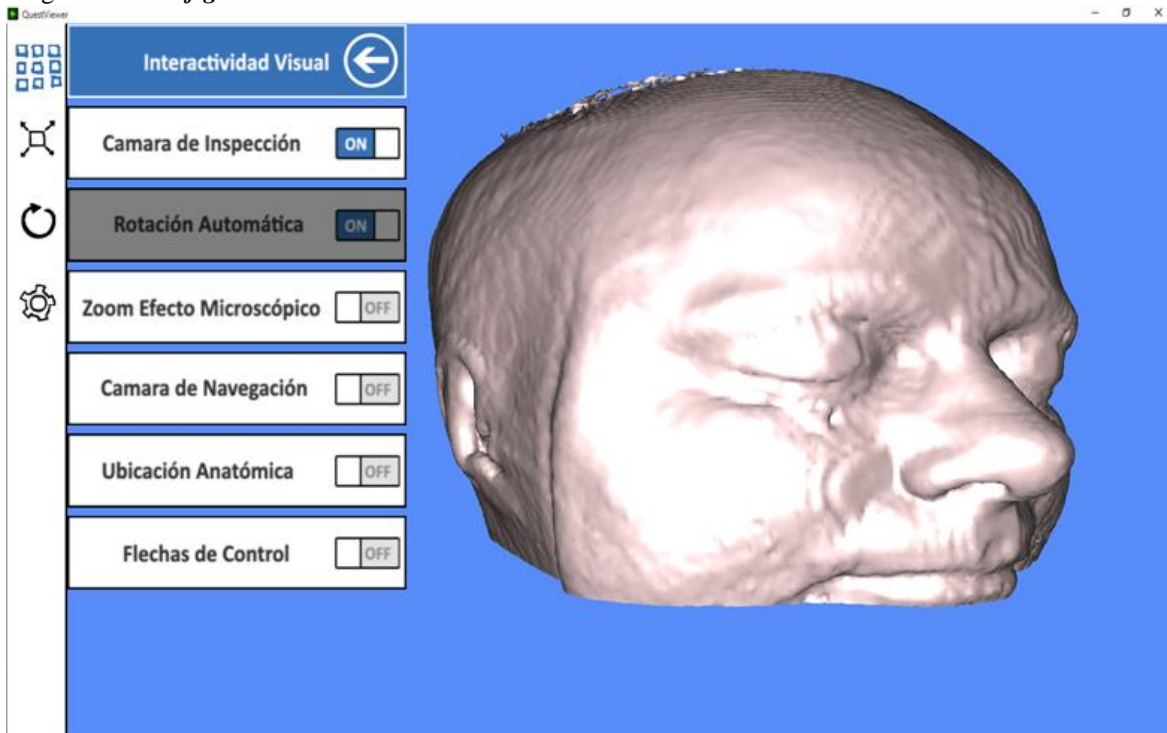 QuestViewer
Interactividad Visual
Camara de Inspección ON
Rotación Automática ON
Zoom Efecto Microscópico OFF
Camara de Navegación OFF
Ubicación Anatómica OFF
Flechas de Control OFF